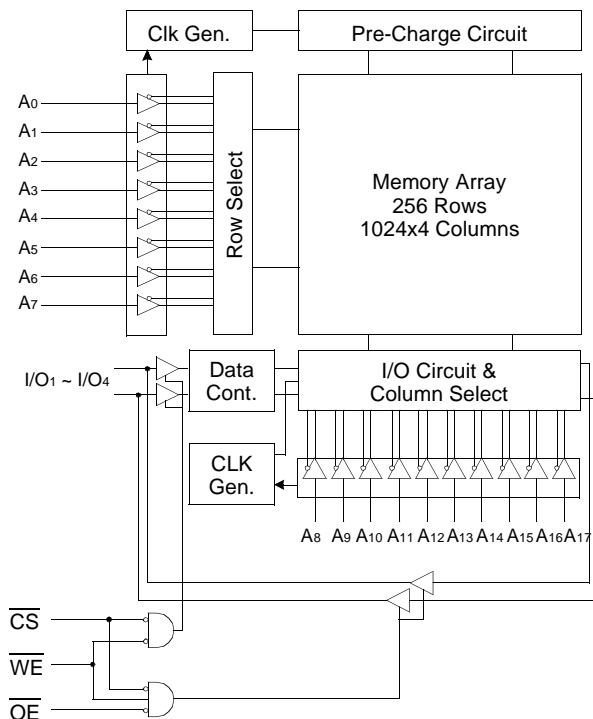 Clk Gen.
Pre-Charge Circuit
A0
A1
A2
A3
A4
A5
A6
A7
Row Select
Memory Array
256 Rows
1024x4 Columns
I/O1 ~ I/O4
Data
Cont.
I/O Circuit &
Column Select
CLK
Gen.
A8 A9 A10 A11 A12 A13 A14 A15 A16 A17
CS
WE
OE